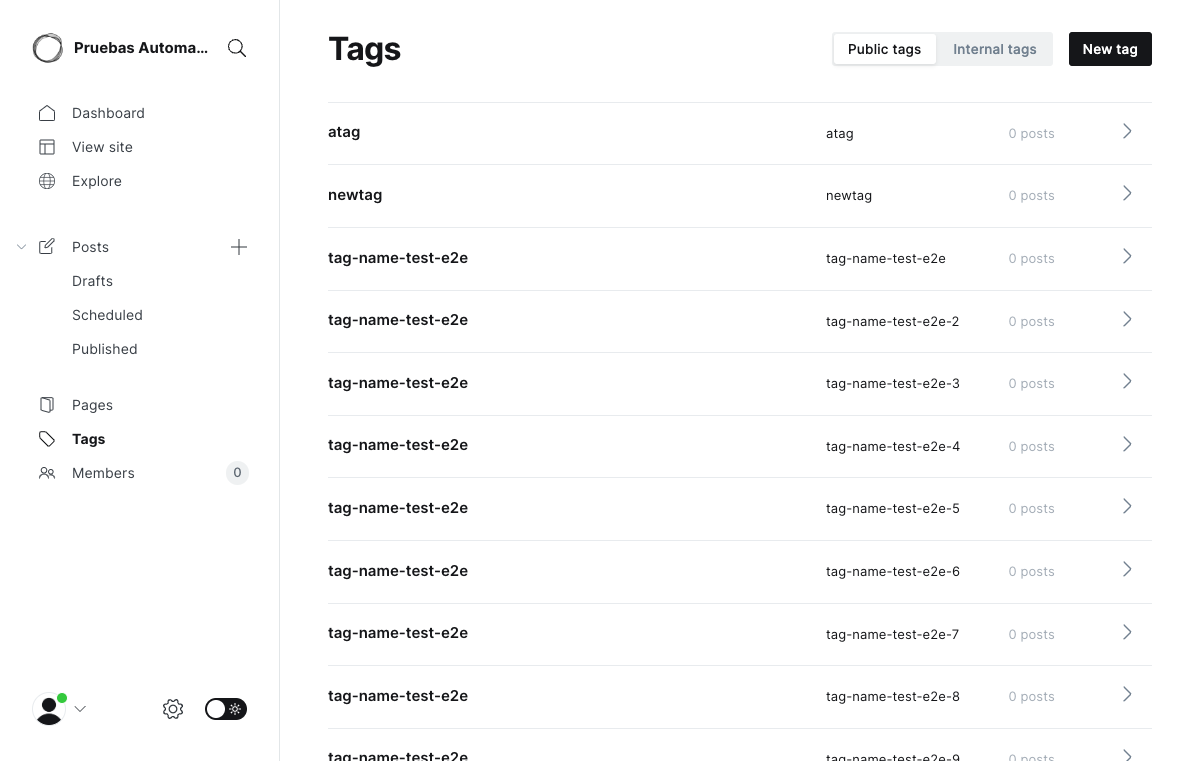 Pruebas Automa...
Dashboard
View site
Explore
Posts
Drafts
Scheduled
Published
Pages
Tags
Members 0
Tags
Public tags Internal tags New tag
atag atag 0 posts
newtag newtag 0 posts
tag-name-test-e2e tag-name-test-e2e 0 posts
tag-name-test-e2e tag-name-test-e2e-2 0 posts
tag-name-test-e2e tag-name-test-e2e-3 0 posts
tag-name-test-e2e tag-name-test-e2e-4 0 posts
tag-name-test-e2e tag-name-test-e2e-5 0 posts
tag-name-test-e2e tag-name-test-e2e-6 0 posts
tag-name-test-e2e tag-name-test-e2e-7 0 posts
tag-name-test-e2e tag-name-test-e2e-8 0 posts
tag-name-test-e2e tag-name-test-e2e-9 0 posts